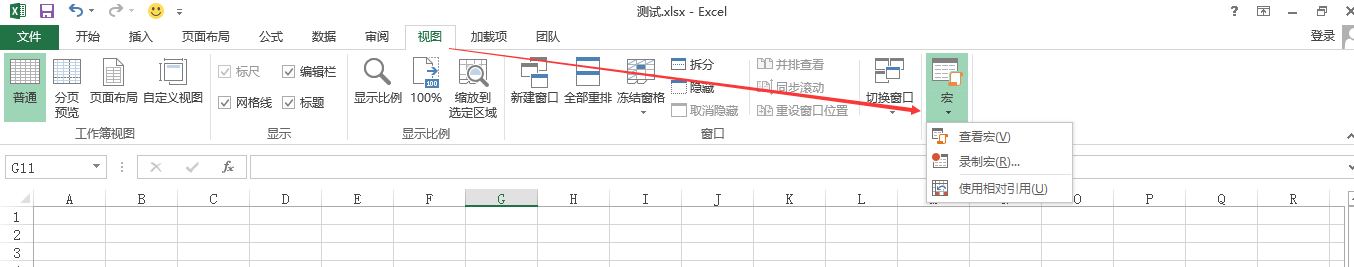 测试.xlsx - Excel
?
文件 开始 插入 页面布局 公式 数据 审阅 视图 加载项 团队 登录
普通 分页预览 页面布局 自定义视图
标尺 编辑栏
网格线 标题
显示比例 100% 缩放到选定区域
100
新建窗口 全部重排 冻结窗格
拆分
隐藏
取消隐藏
并排查看
同步滚动
重设窗口位置
切换窗口
宏
工作簿视图 显示 显示比例 窗口
查看宏(V)
录制宏(R)...
使用相对引用(U)
G11 fx
A B C D E F G H I J K L O P Q R
1
2
3